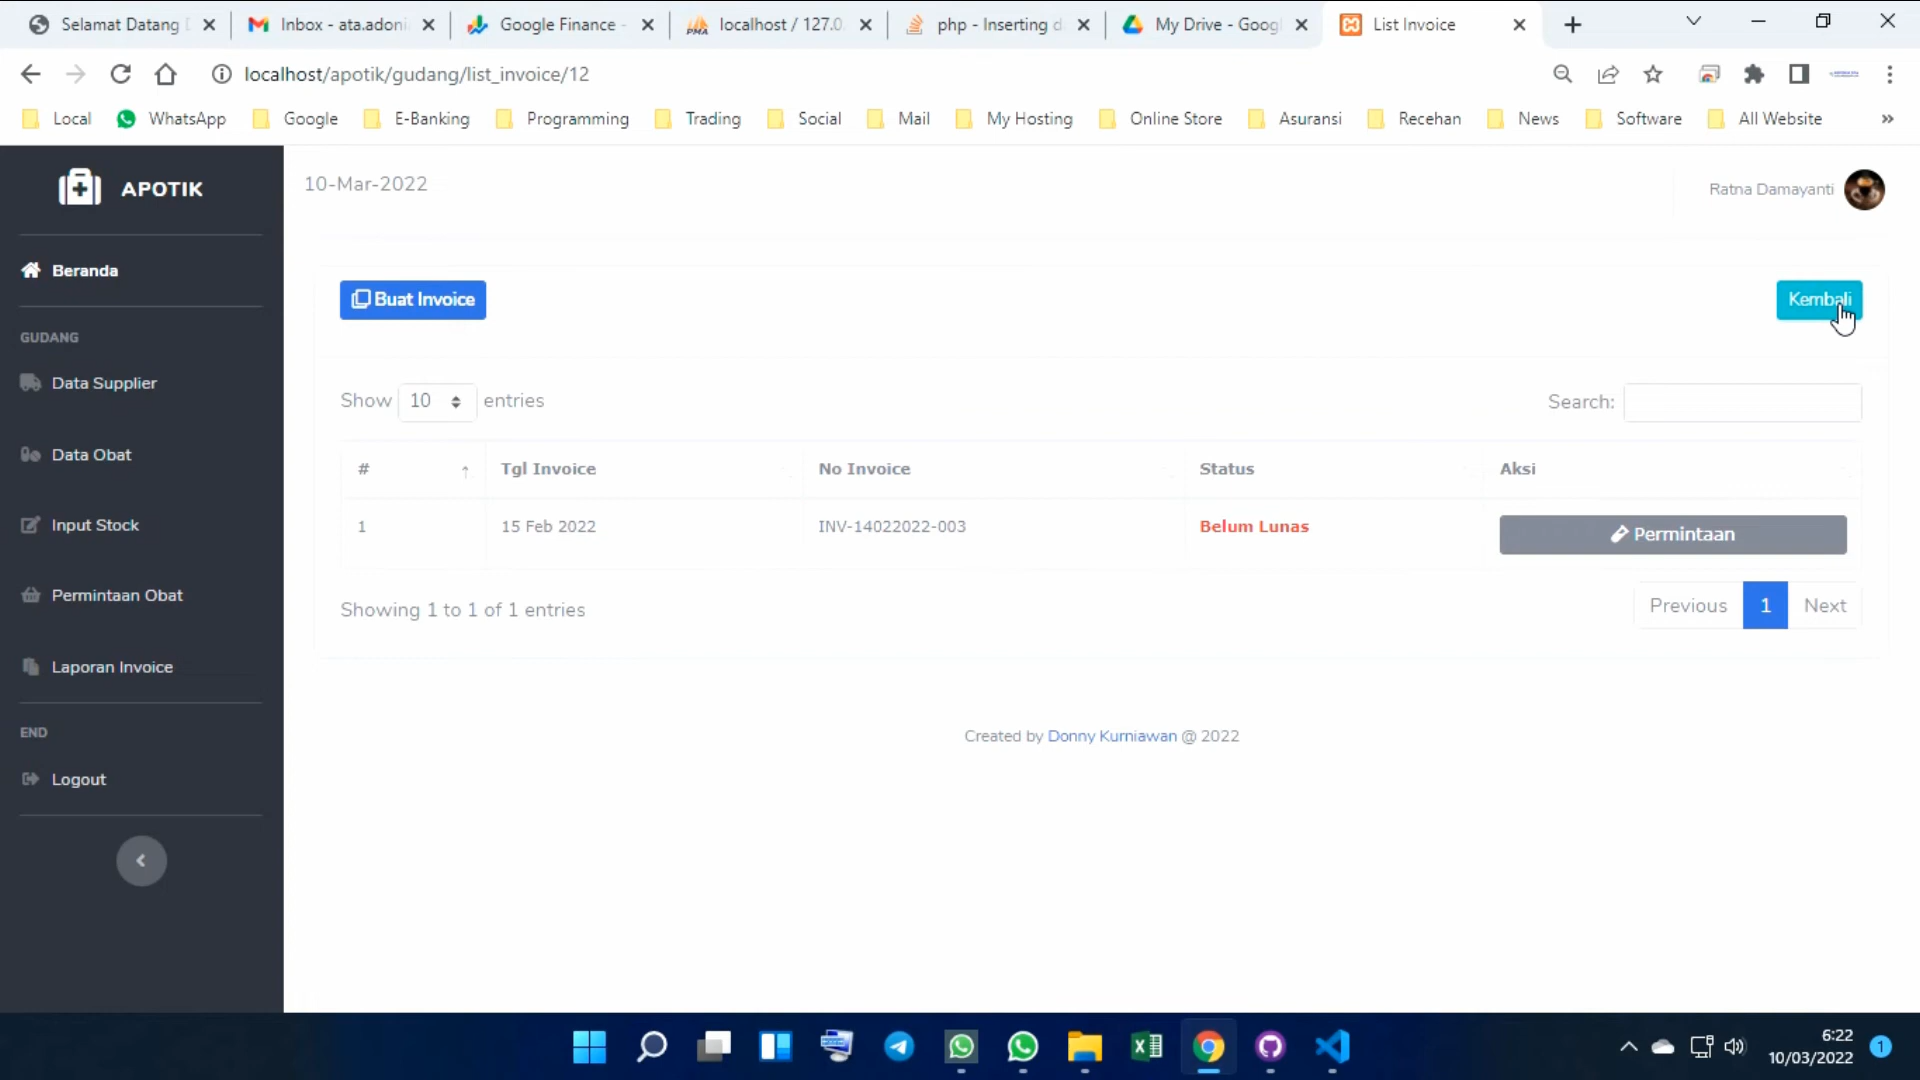 Selamat Datang
Inbox - ata.adoni
Google Finance -
localhost / 127.0.
php - Inserting d
My Drive - Googl
List Invoice
localhost/apotik/gudang/list_invoice/12
Local
WhatsApp
Google
E-Banking
Programming
Trading
Social
Mail
My Hosting
Online Store
Asuransi
Recehan
News
Software
All Website
»
APOTIK
10-Mar-2022
Ratna Damayanti
Beranda
Buat Invoice
Kembali
GUDANG
Data Supplier
Data Obat
Input Stock
Permintaan Obat
Laporan Invoice
END
Logout
Show 10 entries
Search:
# Tgl Invoice No Invoice Status Aksi
1 15 Feb 2022 INV-14022022-003 Belum Lunas Permintaan
Showing 1 to 1 of 1 entries
Previous 1 Next
Created by Donny Kurniawan @ 2022
6:22
10/03/2022
1